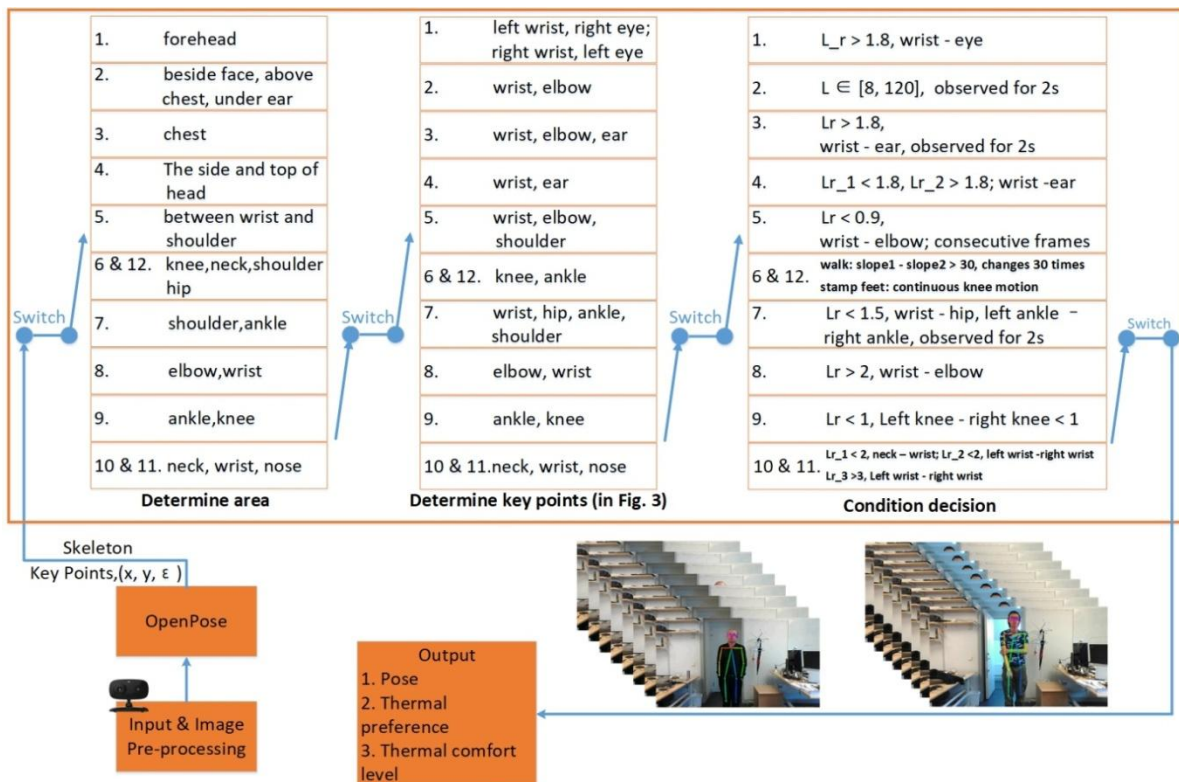 1. forehead
2. beside face, above
chest, under ear
3. chest
4. The side and top of
head
5. between wrist and
shoulder
6 & 12. knee,neck,shoulder
hip
7. shoulder,ankle
8. elbow,wrist
9. ankle,knee
10 & 11. neck, wrist, nose
Determine area
1. left wrist, right eye;
right wrist, left eye
2. wrist, elbow
3. wrist, elbow, ear
4. wrist, ear
5. wrist, elbow,
shoulder
6 & 12. knee, ankle
7. wrist, hip, ankle,
shoulder
8. elbow, wrist
9. ankle, knee
10 & 11.neck, wrist, nose
Determine key points (in Fig. 3)
1. L_r > 1.8, wrist - eye
2. L ∈ [8, 120], observed for 2s
3. Lr > 1.8,
wrist - ear, observed for 2s
4. Lr_1 < 1.8, Lr_2 > 1.8; wrist -ear
5. Lr < 0.9,
wrist - elbow; consecutive frames
6 & 12. walk: slope1 - slope2 > 30, changes 30 times
stamp feet: continuous knee motion
7. Lr < 1.5, wrist - hip, left ankle –
right ankle, observed for 2s
8. Lr > 2, wrist - elbow
9. Lr < 1, Left knee - right knee < 1
10 & 11. Lr_1 < 2, neck – wrist; Lr_2 <2, left wrist -right wrist
Lr_3 >3, Left wrist - right wrist
Condition decision
Switch
Switch
Switch
Switch
Skeleton
Key Points,(x, y, ε )
OpenPose
Input & Image
Pre-processing
Output
1. Pose
2. Thermal
preference
3. Thermal comfort
level